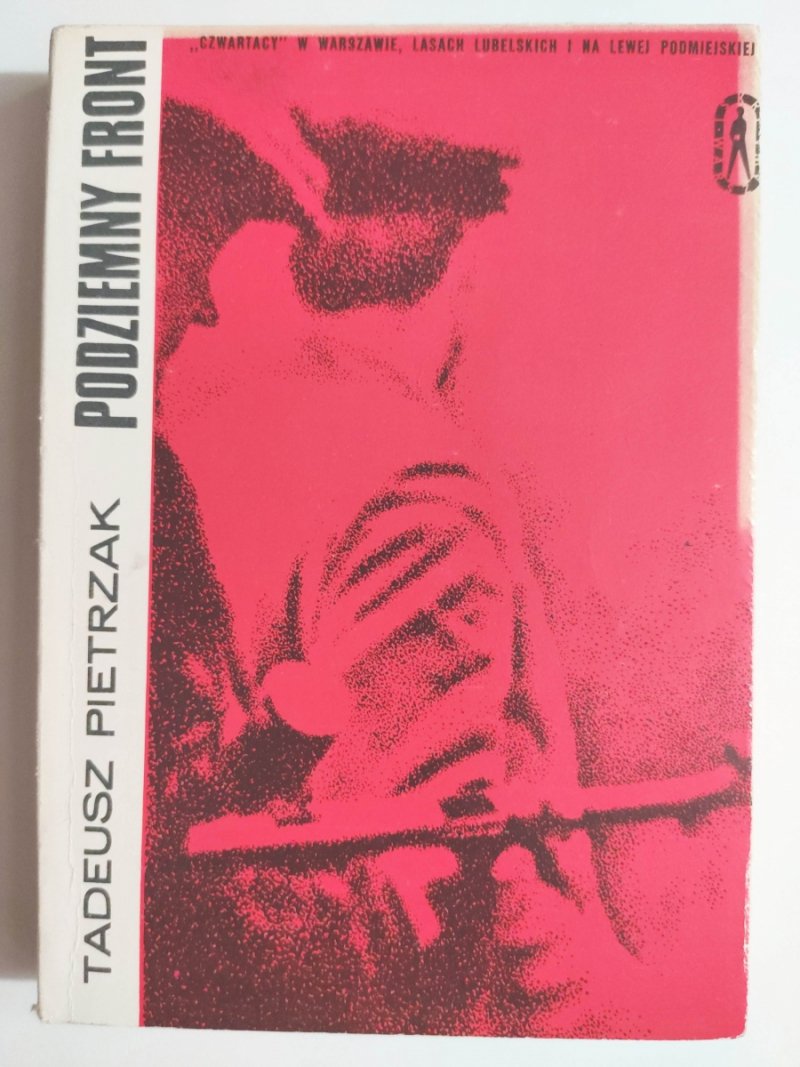 „CZWARTACY" W WARSZAWIE, LASACH LUBELSKICH I NA LEWEJ PODMIEJSKIEJ
PODZIEMNY FRONT
TADEUSZ PIETRZAK